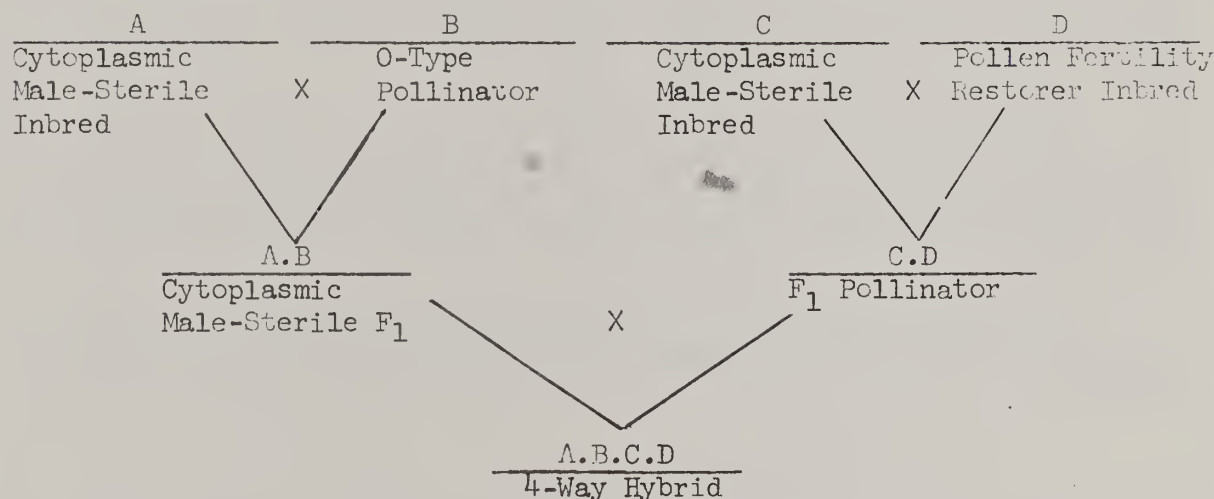 A B C D
Cytoplasmic O-Type Cytoplasmic Pollen Fertility
Male-Sterile X Pollinator Male-Sterile X Restorer Inbred
Inbred Inbred
A.B C.D
Cytoplasmic F1 Pollinator
Male-Sterile F1 X
A.B.C.D
4-Way Hybrid